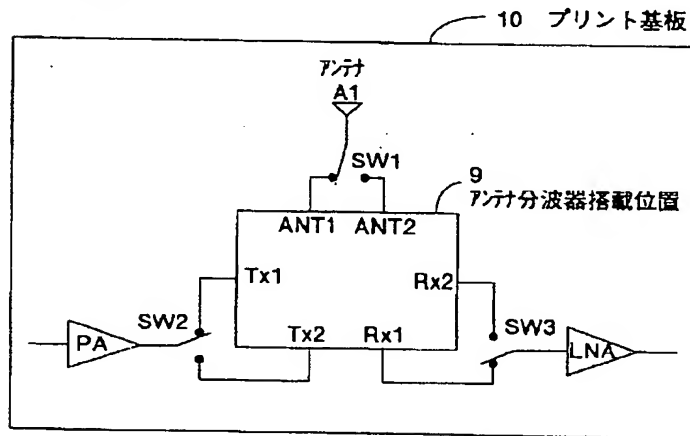 10 プリント基板
アンテナ
A1
SW1
9
アンテナ分波器搭載位置
ANT1 ANT2
Tx1
Rx2
SW2
Tx2 Rx1
SW3
PA
LNA